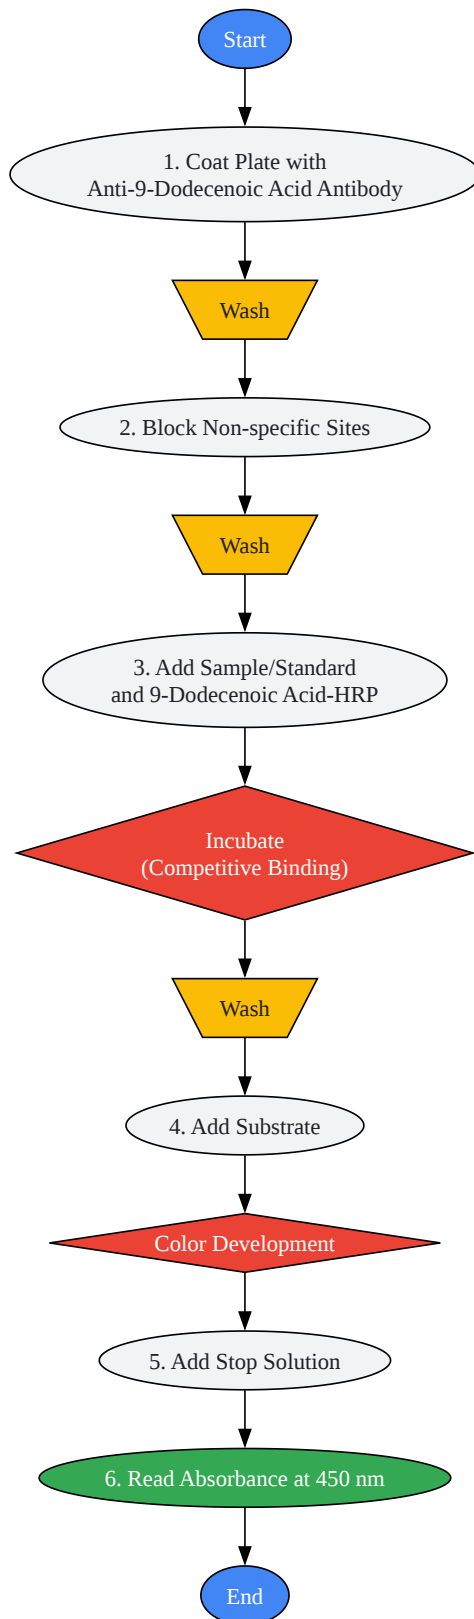 Start
1. Coat Plate with
Anti-9-Dodecenoic Acid Antibody
Wash
2. Block Non-specific Sites
Wash
3. Add Sample/Standard
and 9-Dodecenoic Acid-HRP
Incubate
(Competitive Binding)
Wash
4. Add Substrate
Color Development
5. Add Stop Solution
6. Read Absorbance at 450 nm
End